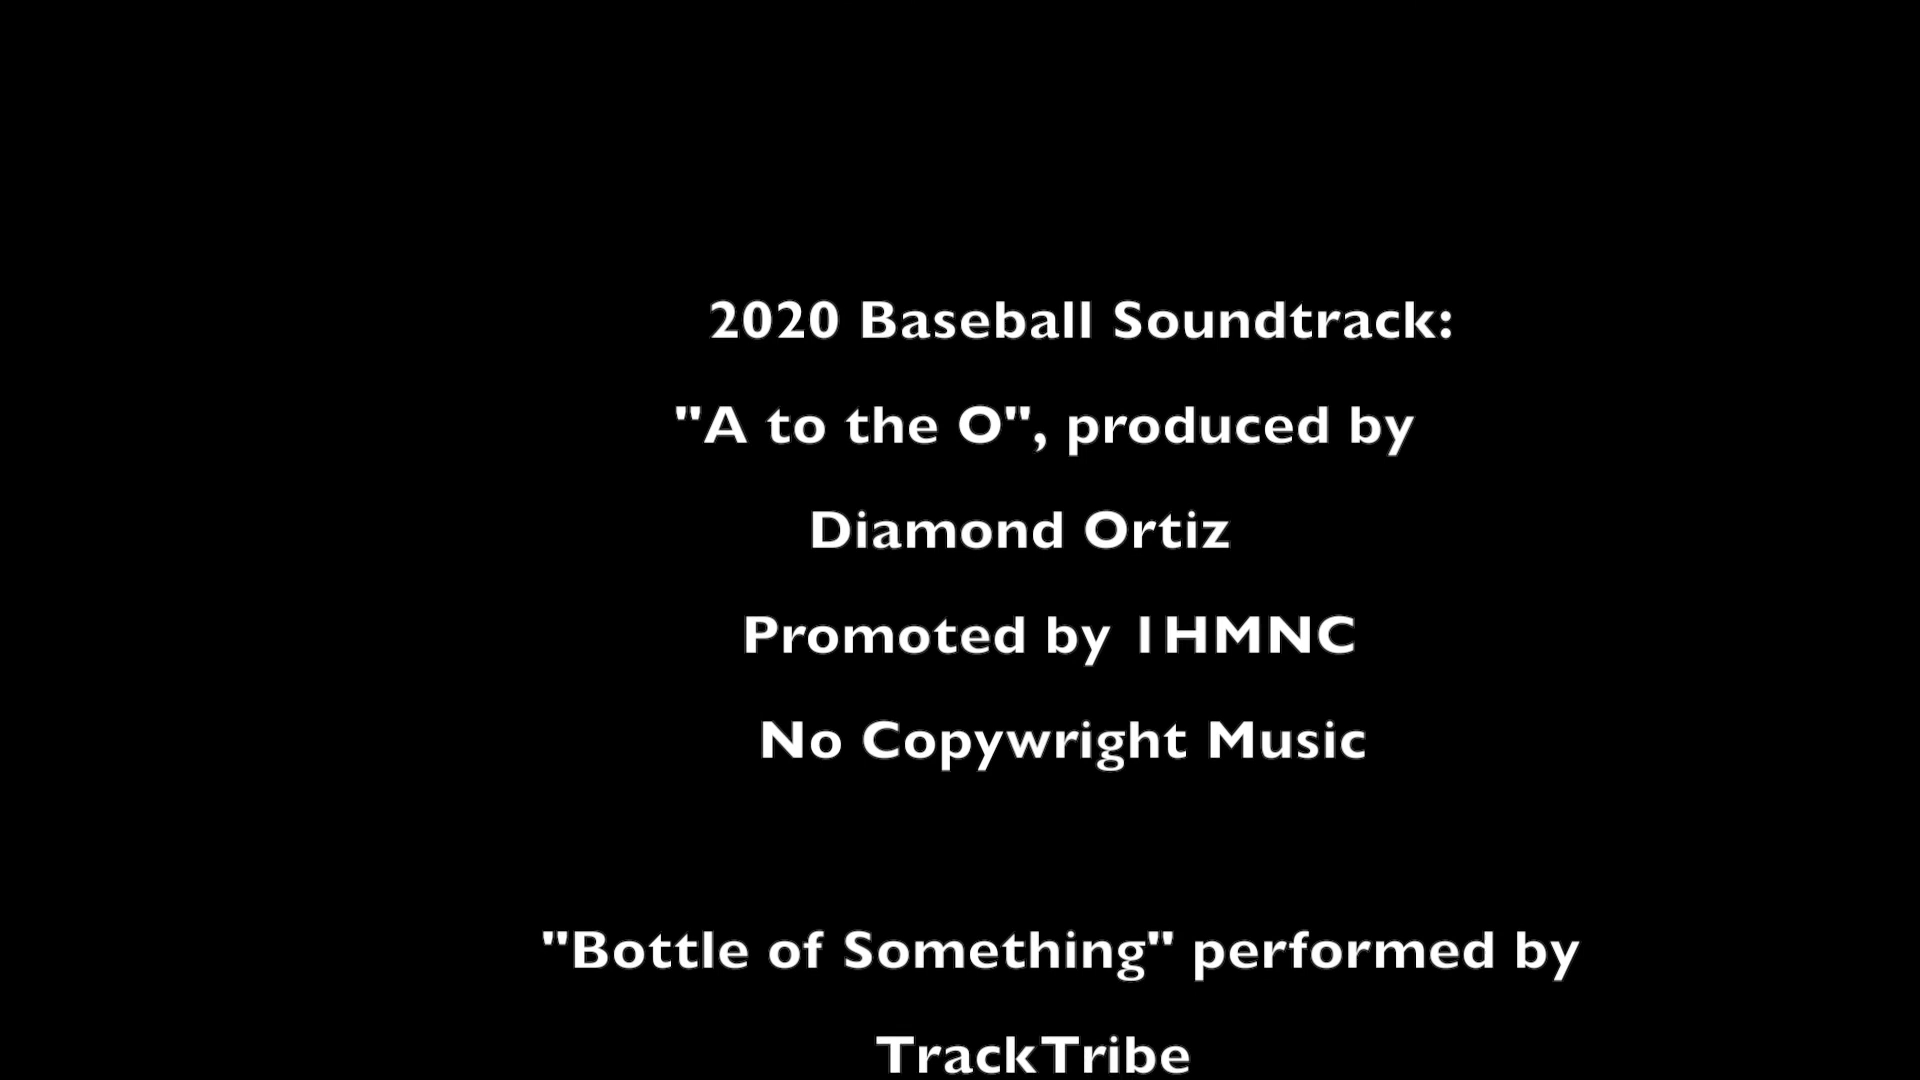 2020 Baseball Soundtrack:
"A to the O", produced by
Diamond Ortiz
Promoted by 1HMNC
No Copywright Music
"Bottle of Something" performed by
TrackTribe